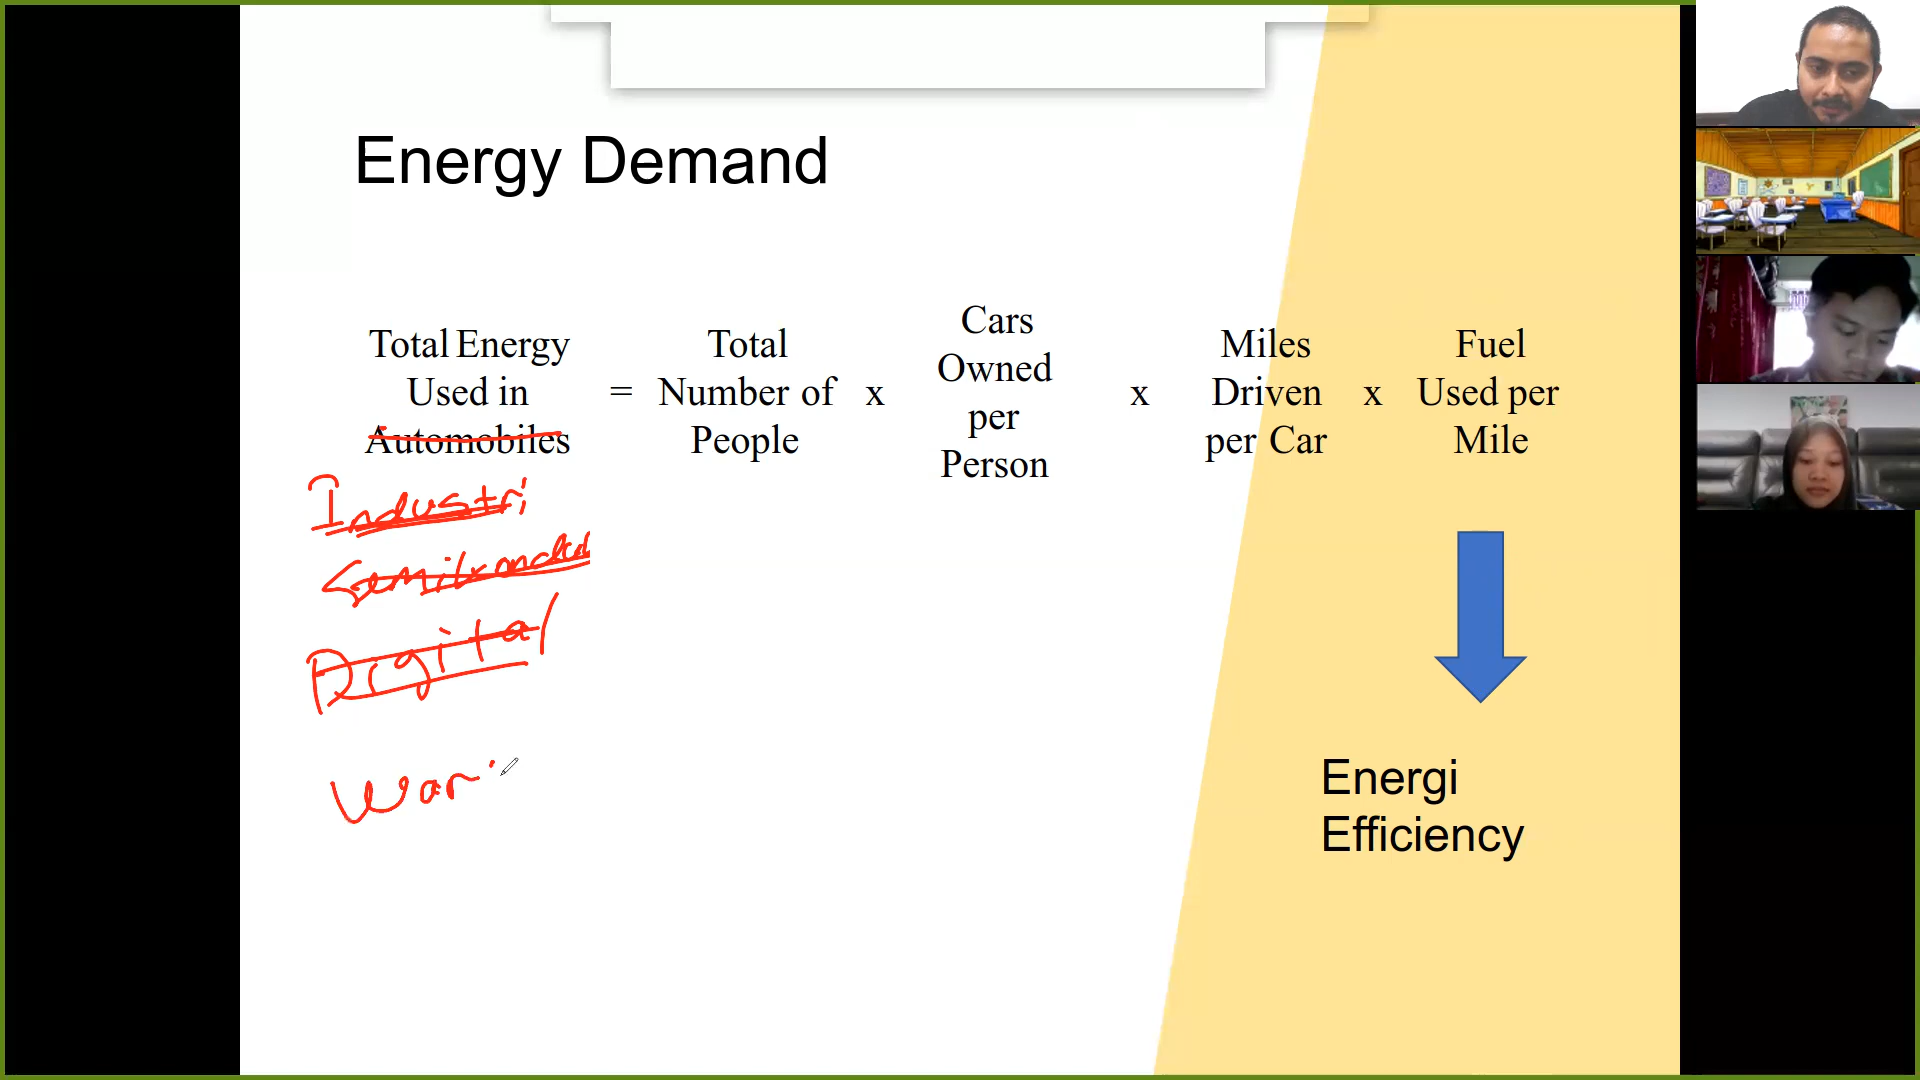 Energy Demand
Total Energy
Used in
Automobiles
=
Total
Number of
People
x
Cars
Owned
per
Person
x
Miles
Driven
per Car
x
Fuel
Used per
Mile
Industri
Digital
Energi
Efficiency